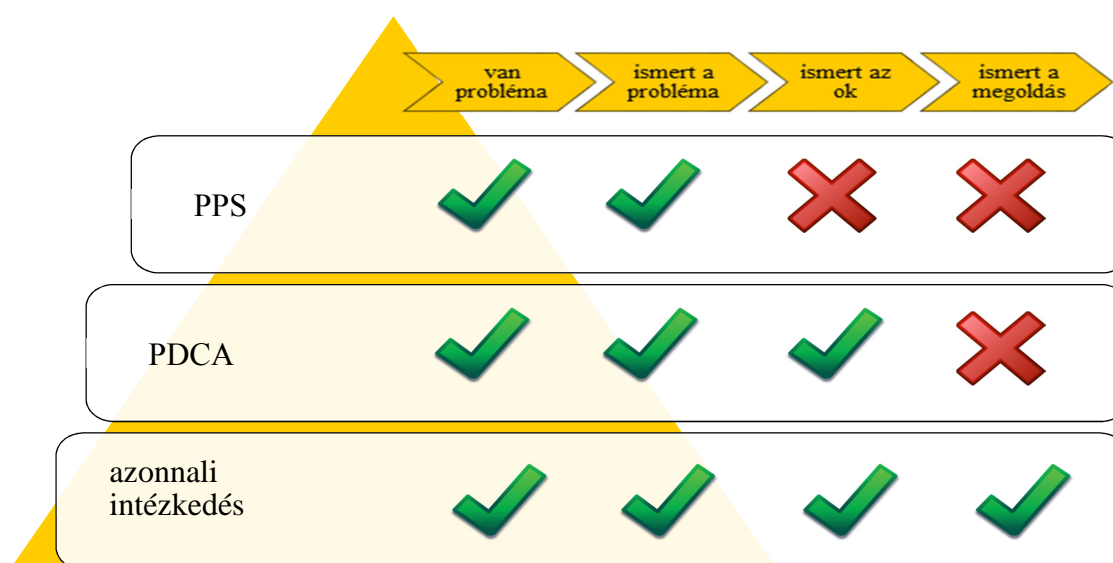 van
probléma
ismert a
probléma
ismert az
ok
ismert a
megoldás
PPS
PDCA
azonnali
intézkedés